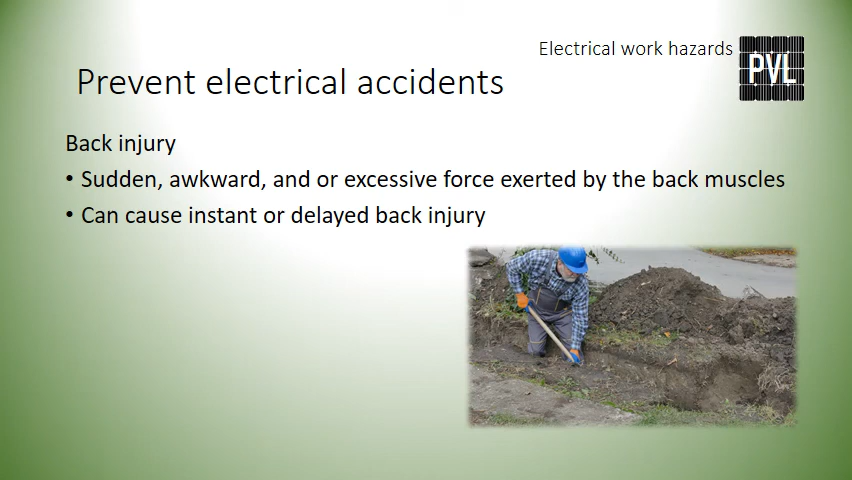 Electrical work hazards
PVL
Prevent electrical accidents
Back injury
• Sudden, awkward, and or excessive force exerted by the back muscles
• Can cause instant or delayed back injury